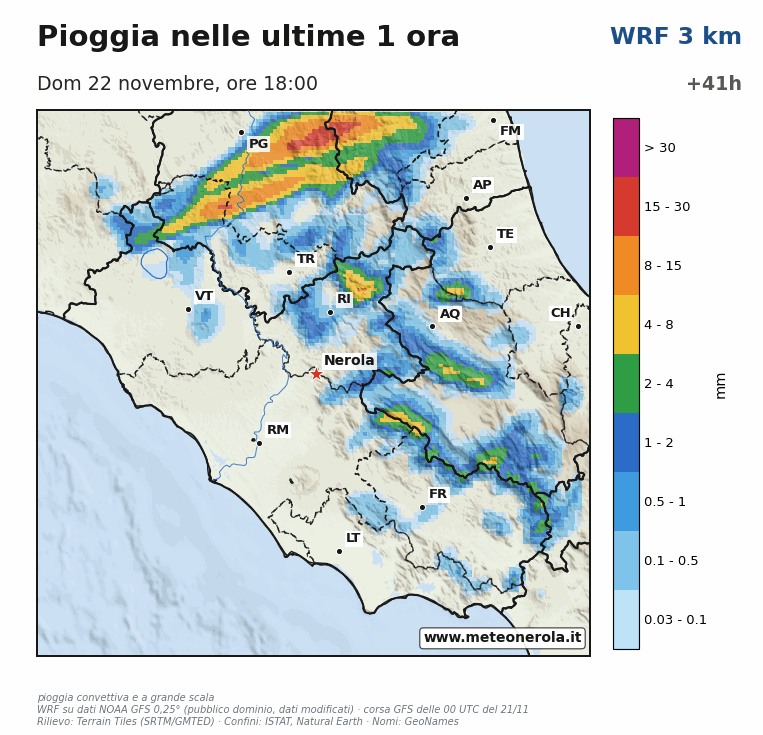 Pioggia nelle ultime 1 ora
WRF 3 km
Dom 22 novembre, ore 18:00
+41h
FM
PG
AP
TE
TR
VT
RI
AQ
CH
Nerola
RM
FR
LT
www.meteonerola.it
> 30
15 - 30
8 - 15
4 - 8
2 - 4
1 - 2
0.5 - 1
0.1 - 0.5
0.03 - 0.1
mm
pioggia convettiva e a grande scala
WRF su dati NOAA GFS 0,25° (pubblico dominio, dati modificati) · corsa GFS delle 00 UTC del 21/11
Rilievo: Terrain Tiles (SRTM/GMTED) · Confini: ISTAT, Natural Earth · Nomi: GeoNames